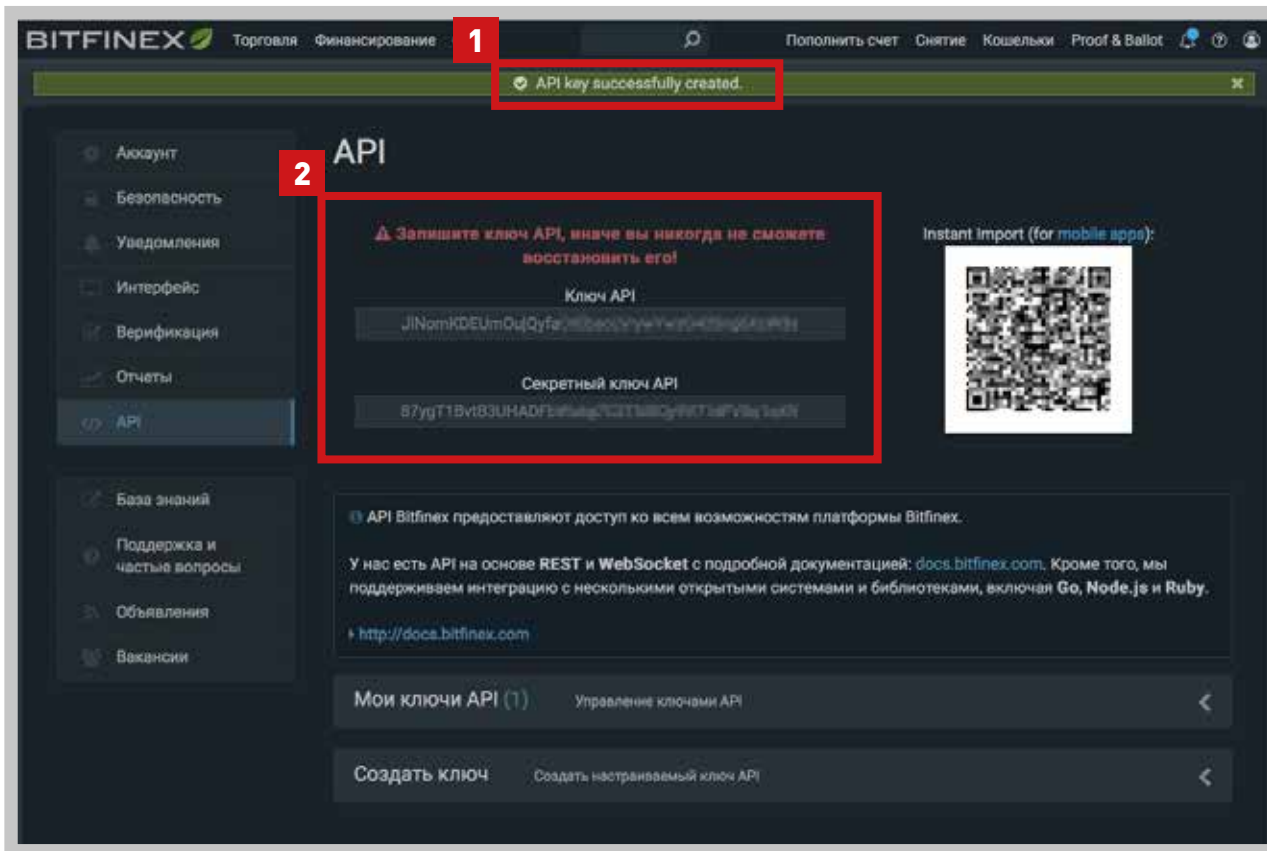 BITFINEX Торговля Финансирование Пополнить счет Снятие Кошельки Proof & Ballot
1
API key successfully created.
API
2
Аккаунт
Безопасность
Уведомления
Интерфейс
Верификация
Отчеты
API
База знаний
Поддержка и
частые вопросы
Объявления
Вакансии
Запишите ключ API, иначе вы никогда не сможете
восстановить его!
Ключ API
Секретный ключ API
Instant Import (for mobile apps):
API Bitfinex предоставляют доступ ко всем возможностям платформы Bitfinex.
У нас есть API на основе REST и WebSocket с подробной документацией: docs.bitfinex.com. Кроме того, мы
поддерживаем интеграцию с несколькими открытыми системами и библиотеками, включая Go, Node.js и Ruby.
http://docs.bitfinex.com
Мои ключи API (1) Управление ключами API
Создать ключ Создать настраиваемый ключ API